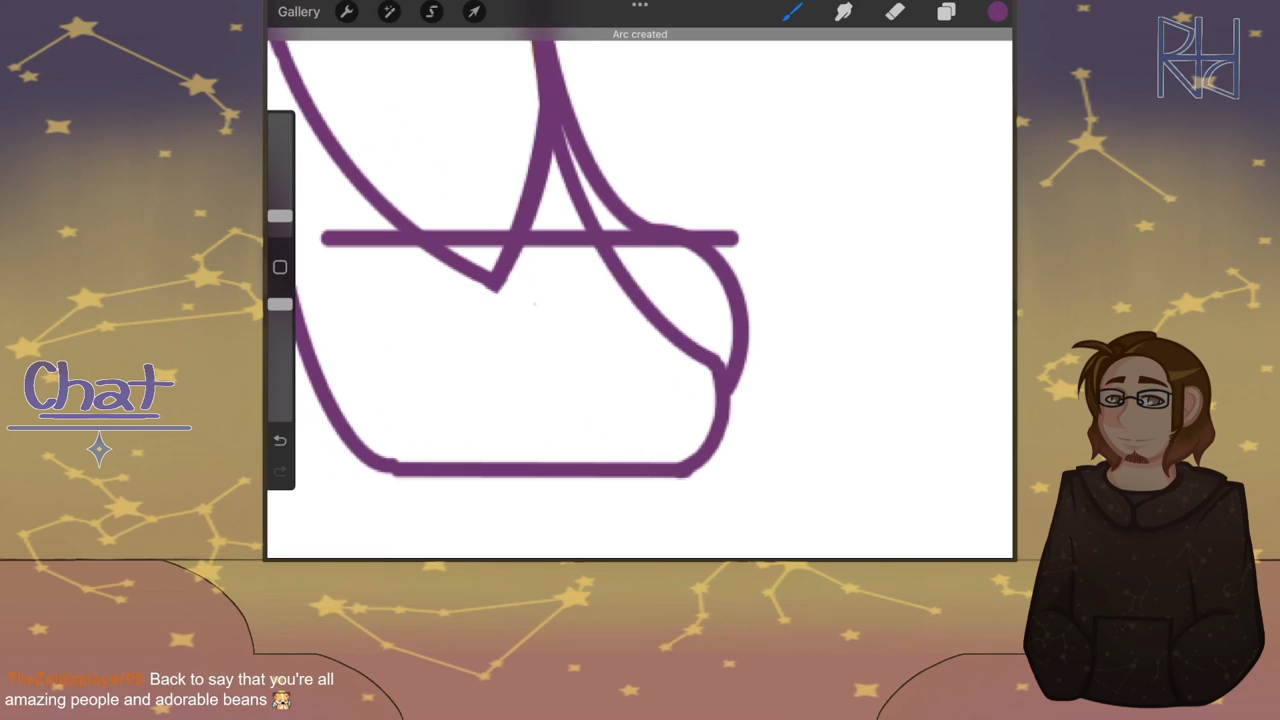 Gallery
Arc created
Chat
TheZeldaplayer98 Back to say that you're all
amazing people and adorable beans